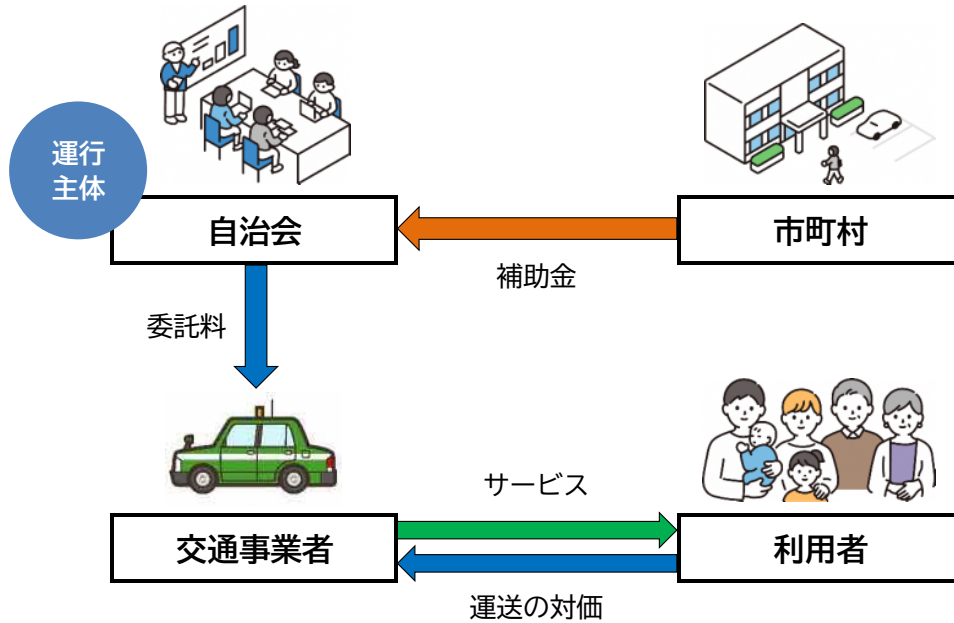 運行
主体
自治会
市町村
補助金
委託料
サービス
交通事業者
利用者
運送の対価